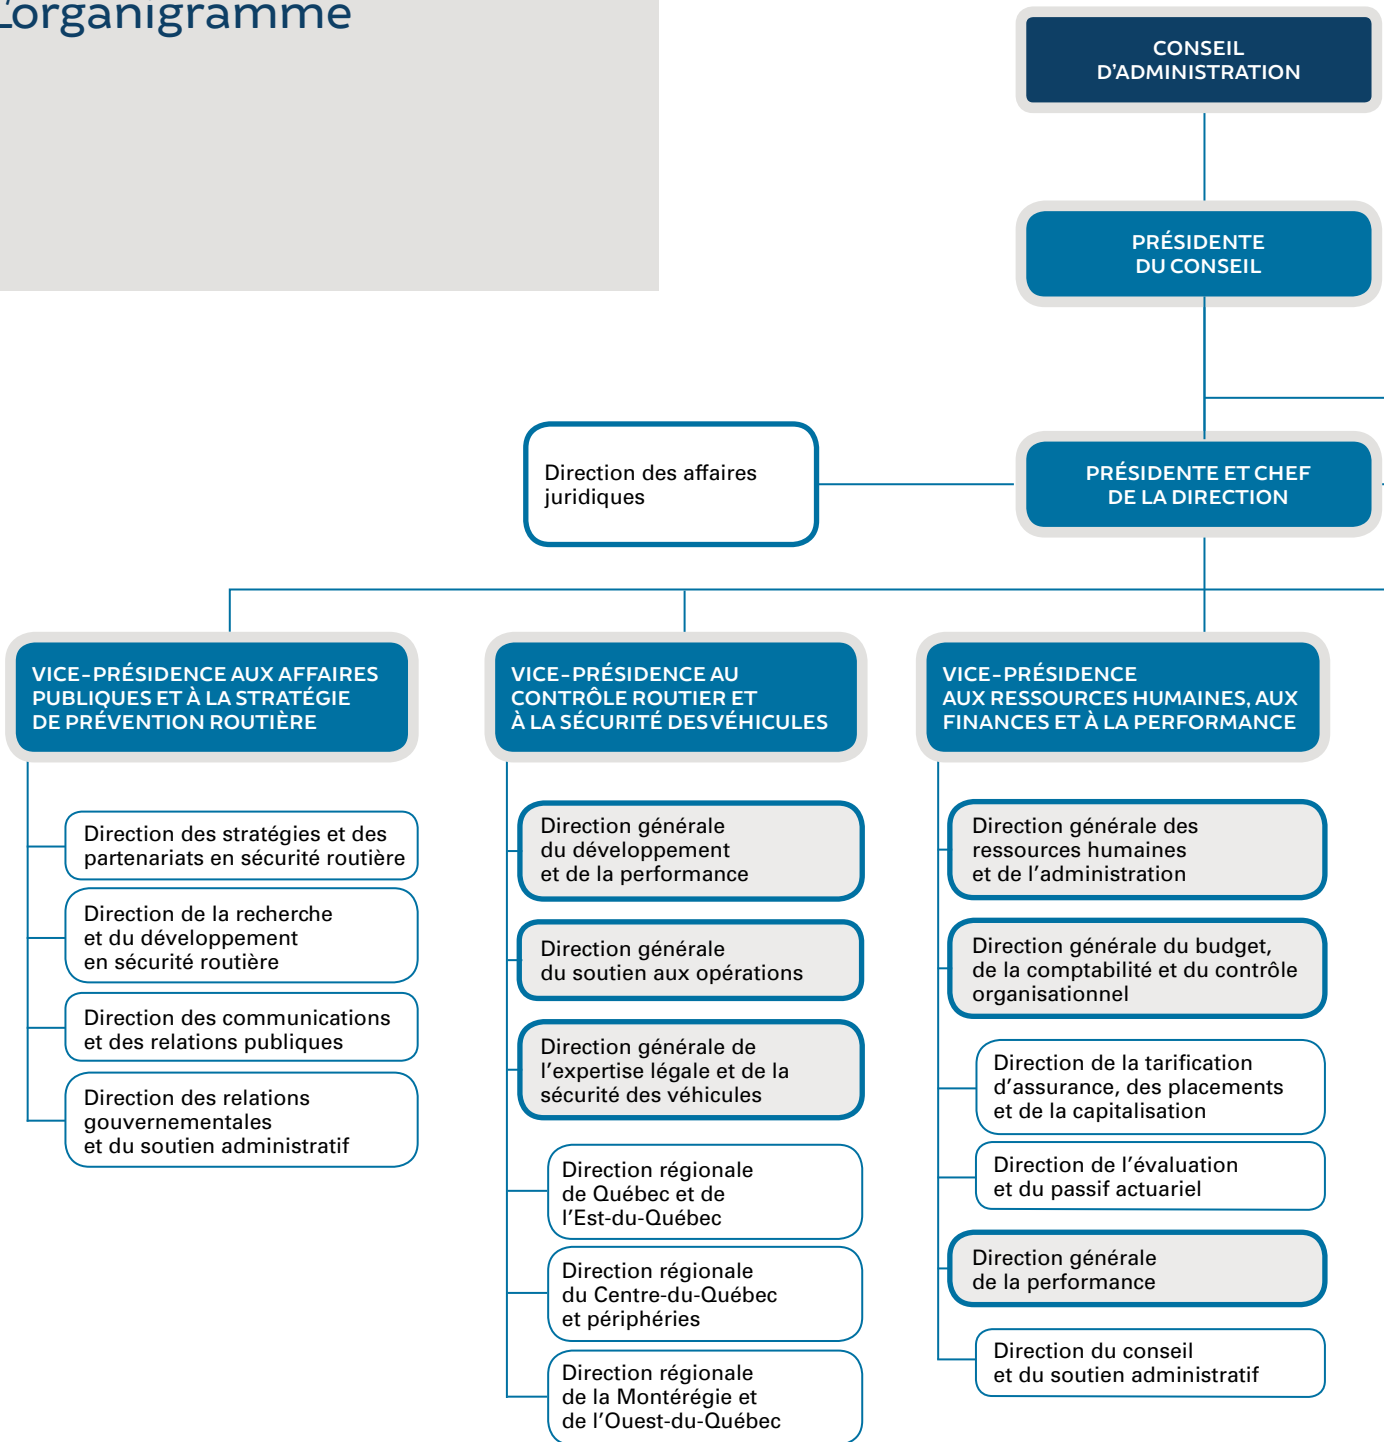 L'organigramme
CONSEIL
D'ADMINISTRATION
PRÉSIDENTE
DU CONSEIL
Direction des affaires
juridiques
PRÉSIDENTE ET CHEF
DE LA DIRECTION
VICE-PRÉSIDENCE AUX AFFAIRES
PUBLIQUES ET À LA STRATÉGIE
DE PRÉVENTION ROUTIÈRE
Direction des stratégies et des
partenariats en sécurité routière
Direction de la recherche
et du développement
en sécurité routière
Direction des communications
et des relations publiques
Direction des relations
gouvernementales
et du soutien administratif
VICE-PRÉSIDENCE AU
CONTRÔLE ROUTIER ET
À LA SÉCURITÉ DES VÉHICULES
Direction générale
du développement
et de la performance
Direction générale
du soutien aux opérations
Direction générale de
l'expertise légale et de la
sécurité des véhicules
Direction régionale
de Québec et de
l'Est-du-Québec
Direction régionale
du Centre-du-Québec
et périphéries
Direction régionale
de la Montérégie et
de l'Ouest-du-Québec
VICE-PRÉSIDENCE
AUX RESSOURCES HUMAINES, AUX
FINANCES ET À LA PERFORMANCE
Direction générale des
ressources humaines
et de l'administration
Direction générale du budget,
de la comptabilité et du contrôle
organisationnel
Direction de la tarification
d'assurance, des placements
et de la capitalisation
Direction de l'évaluation
et du passif actuariel
Direction générale
de la performance
Direction du conseil
et du soutien administratif